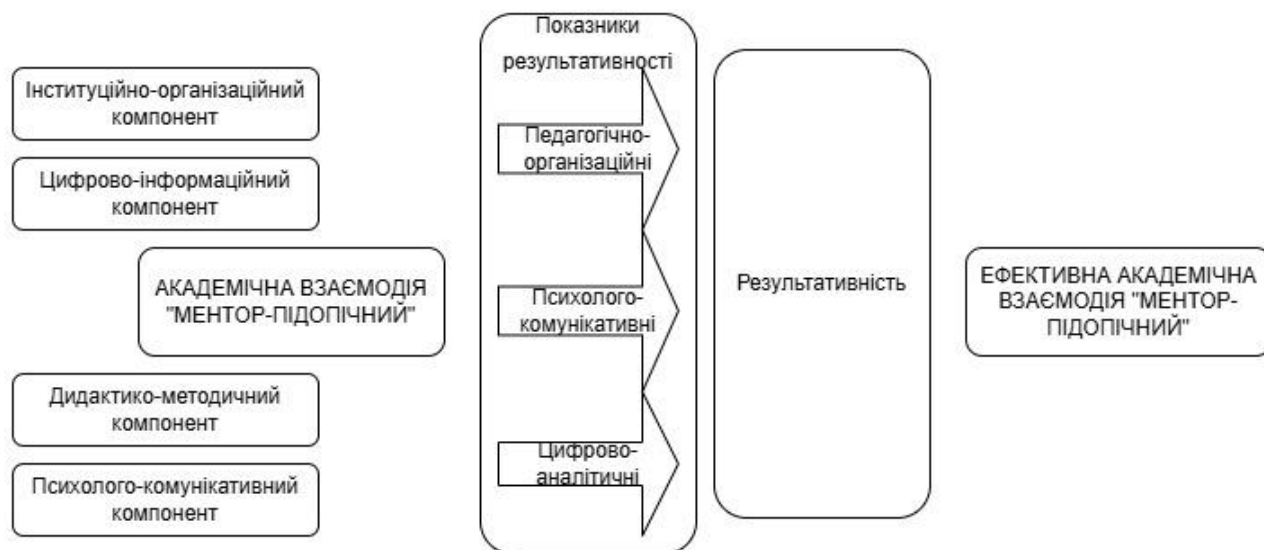 Інституційно-організаційний
компонент
Цифрово-інформаційний
компонент
АКАДЕМІЧНА ВЗАЄМОДІЯ
"МЕНТОР-ПІДОПІЧНИЙ"
Дидактико-методичний
компонент
Психолого-комунікативний
компонент
Показники
результативності
Педагогічно-
організаційні
Психолого-
комунікативні
Цифрово-
аналітичні
Результативність
ЕФЕКТИВНА АКАДЕМІЧНА
ВЗАЄМОДІЯ "МЕНТОР-
ПІДОПІЧНИЙ"